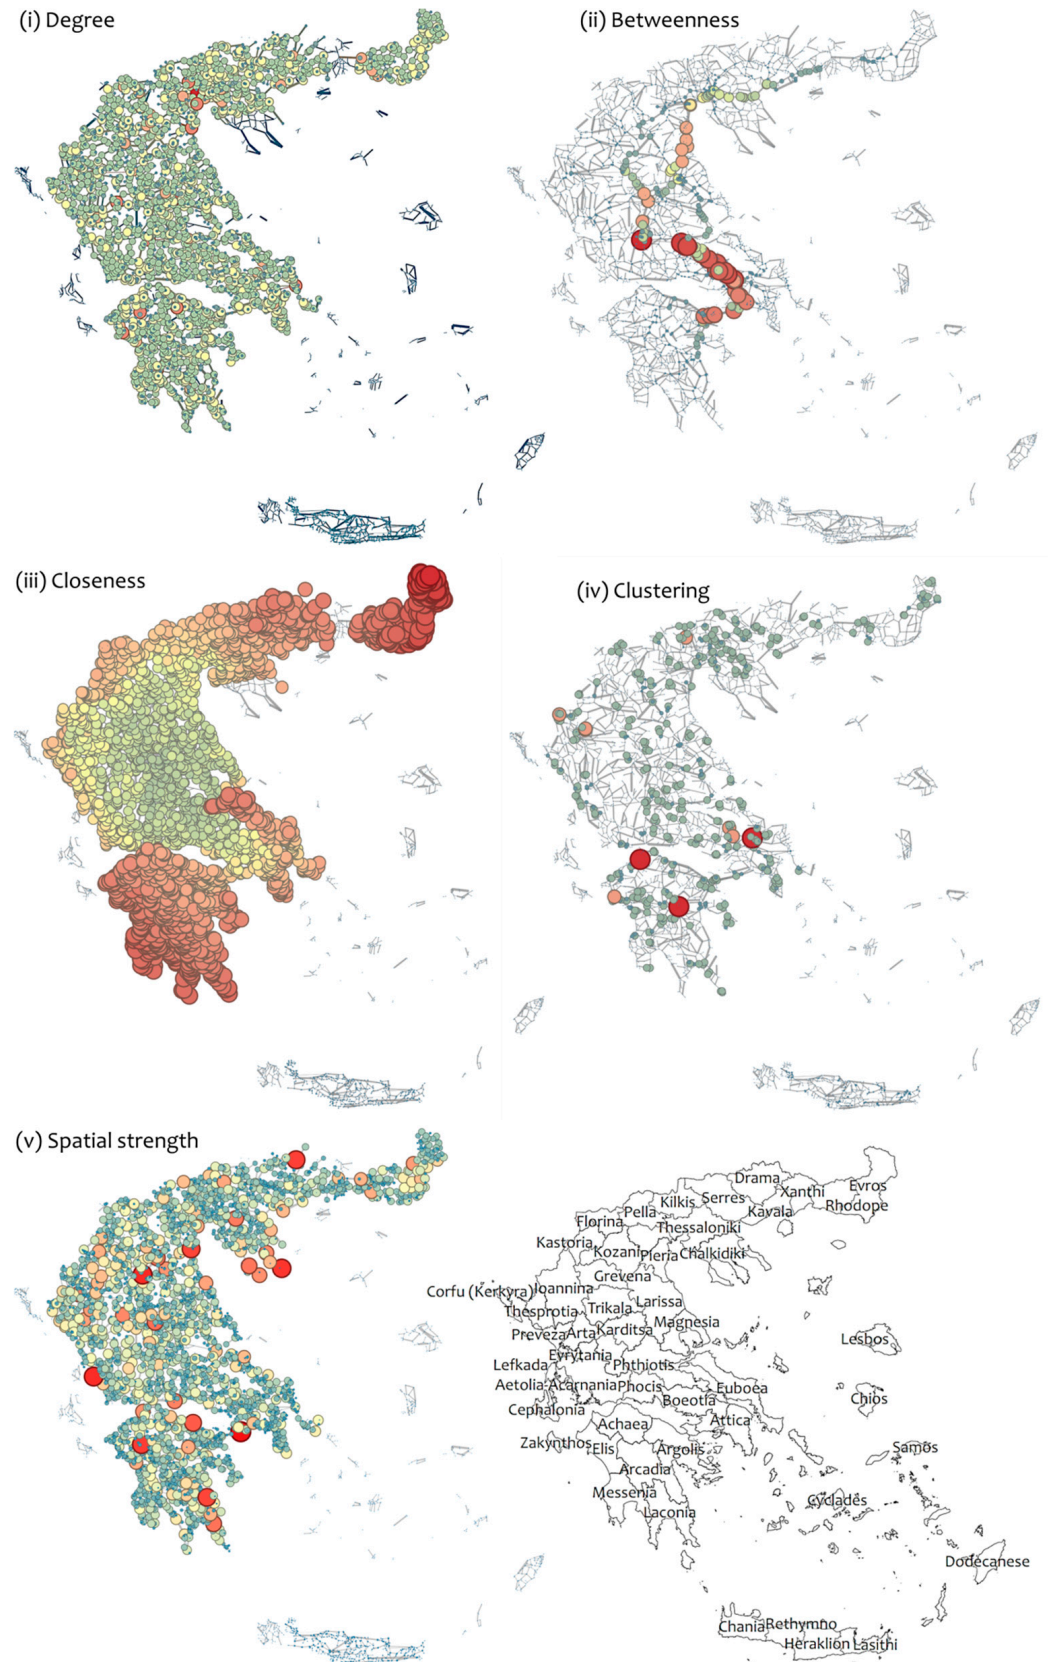 (i) Degree
(ii) Betweenness
(iii) Closeness
(iv) Clustering
(v) Spatial strength
Drama
Xanthi
Evros
Kilkis
Serres
Rhodope
Pella
Kavala
Florina
Thessaloniki
Kastoria
Kozani
Pieria
Chalkidiki
Grevena
Corfu (Kerkyra)
Ioannina
Thesprotia
Trikala
Larissa
Magnesia
Preveza
Arta
Karditsa
Lesbos
Evrytania
Lefkada
Phthiotis
Aetolia-Acarnania
Phocis
Euboea
Boeotia
Chios
Cephalonia
Achaea
Attica
Zakynthos
Elis
Argolis
Samos
Arcadia
Messenia
Cyclades
Laconia
Dodecanese
Chania
Rethymno
Heraklion
Lasithi